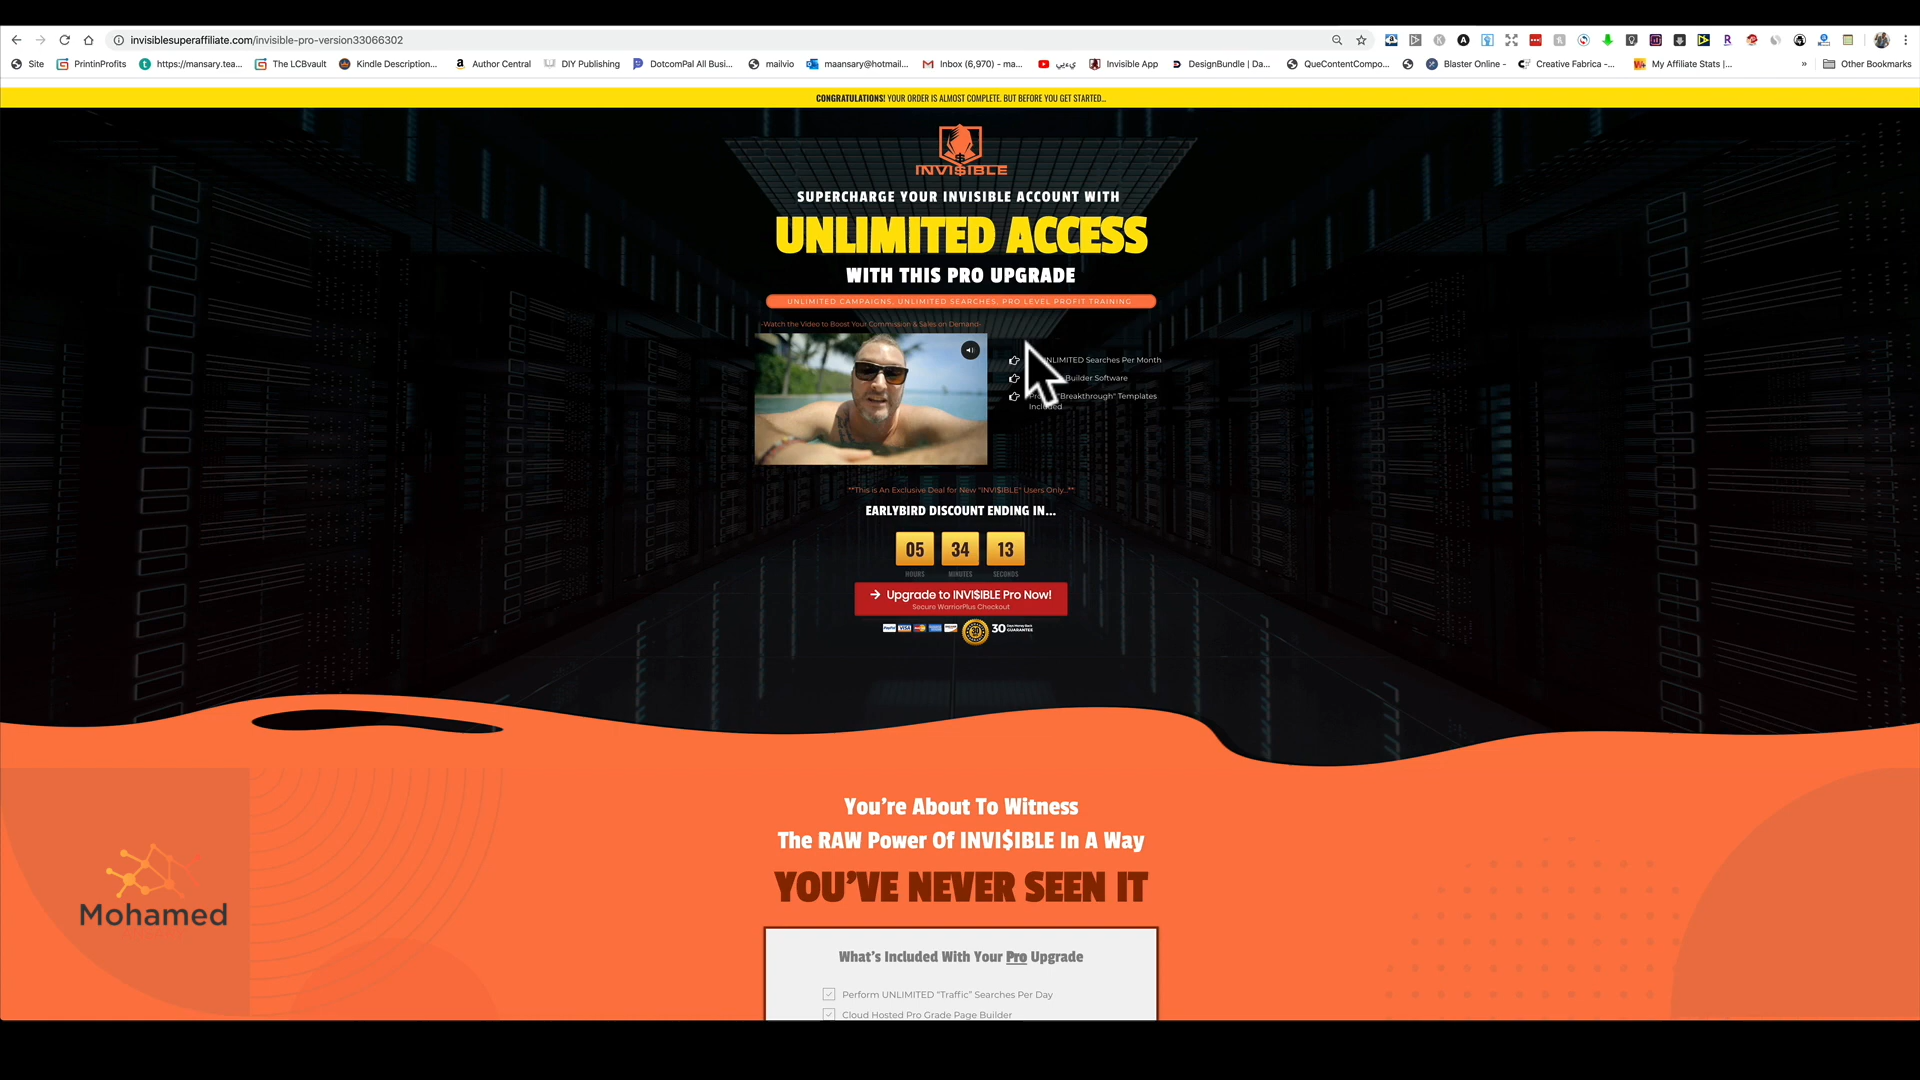 invisiblesuperaffiliate.com/invisible-pro-version33066302
Site
PrintinProfits
https://mansary.tea...
The LCBvault
Kindle Description...
Author Central
DIY Publishing
DotcomPal All Busi...
mailvio
maansary@hotmail...
Inbox (6,970) - ma...
Invisible App
DesignBundle | Da...
QueContentCompo...
Blaster Online -
Creative Fabrica -...
My Affiliate Stats |...
»
Other Bookmarks
CONGRATULATIONS! YOUR ORDER IS ALMOST COMPLETE. BUT BEFORE YOU GET STARTED...
INVI$IBLE
SUPERCHARGE YOUR INVISIBLE ACCOUNT WITH
UNLIMITED ACCESS
WITH THIS PRO UPGRADE
UNLIMITED CAMPAIGNS, UNLIMITED SEARCHES, PRO LEVEL PROFIT TRAINING
-Watch the Video to Boost Your Commission & Sales on Demand-
NLIMITED Searches Per Month
Builder Software
"Breakthrough" Templates
Included
**This is An Exclusive Deal for New "INVI$IBLE" Users Only...**
EARLYBIRD DISCOUNT ENDING IN...
05 34 13
HOURS MINUTES SECONDS
Upgrade to INVI$IBLE Pro Now!
Secure WarriorPlus Checkout
PayPal VISA 30 30 Days Money Back
GUARANTEE
You're About To Witness
The RAW Power Of INVI$IBLE In A Way
YOU'VE NEVER SEEN IT
Mohamed
What's Included With Your Pro Upgrade
Perform UNLIMITED "Traffic" Searches Per Day
Cloud Hosted Pro Grade Page Builder